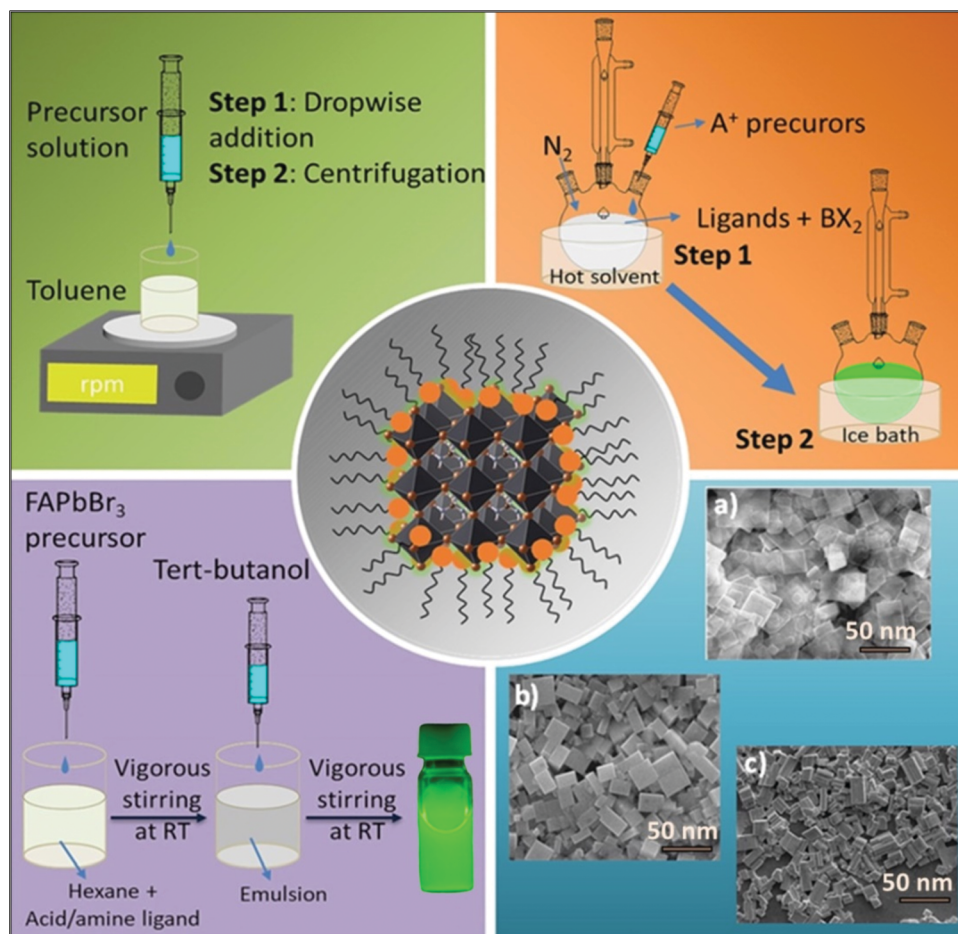 Precursor
solution
Step 1: Dropwise
addition
Step 2: Centrifugation
Toluene
rpm
N₂
A⁺ precurors
Ligands + BX₂
Step 1
Hot solvent
Step 2
Ice bath
FAPbBr₃
precursor
Tert-butanol
Vigorous
stirring
at RT
Vigorous
stirring
at RT
Hexane +
Acid/amine ligand
Emulsion
a)
50 nm
b)
50 nm
c)
50 nm